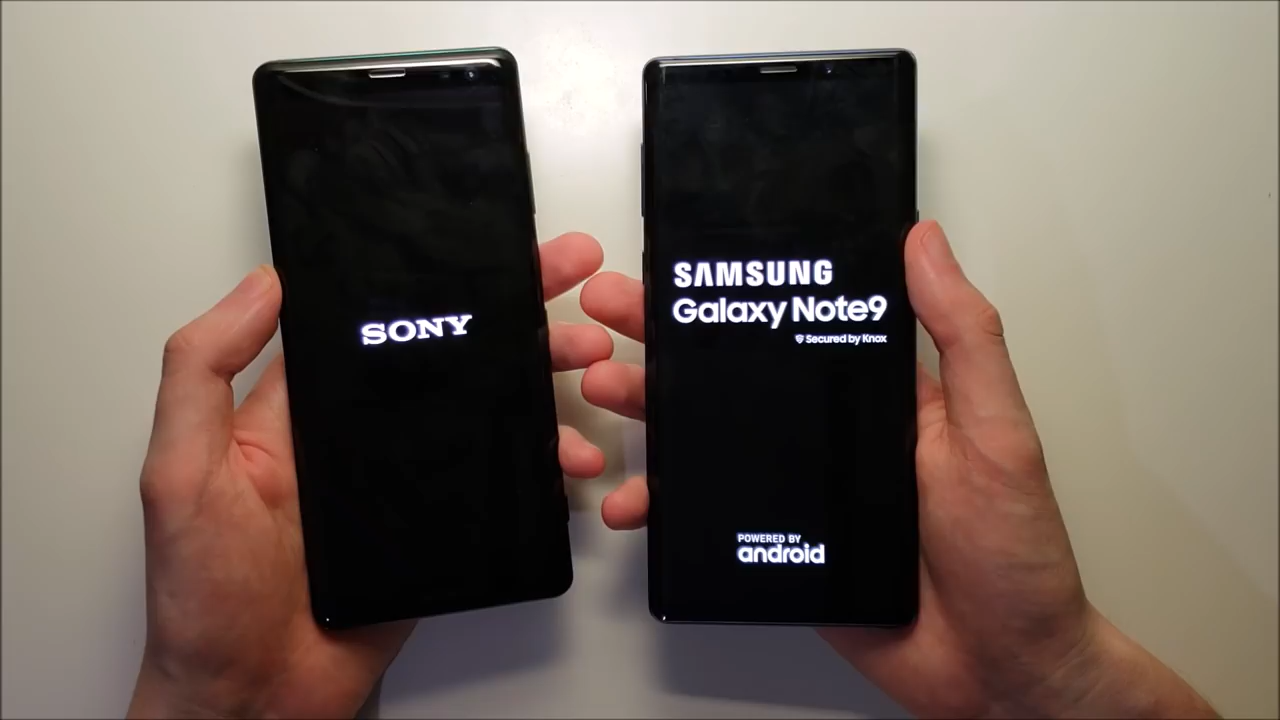 SONY
SAMSUNG
Galaxy Note9
Secured by Knox
POWERED BY
android